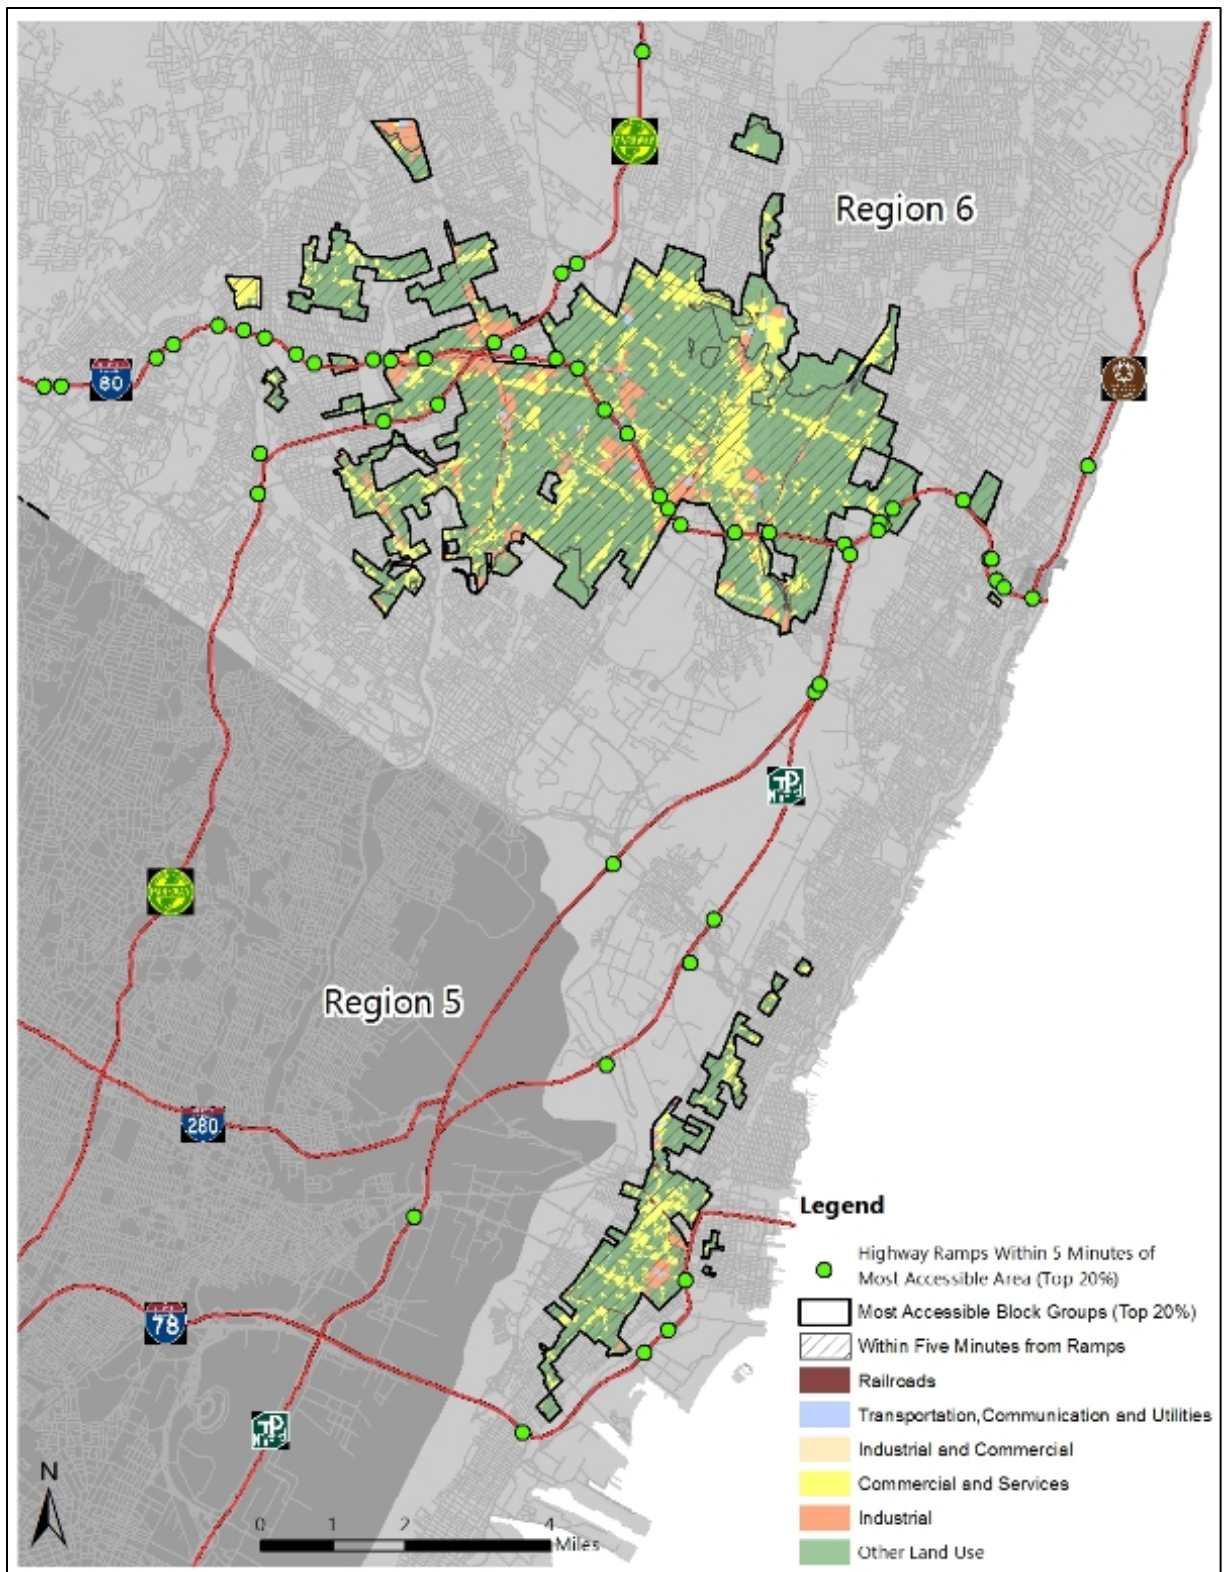 Region 6
80
Region 5
280
78
Legend
Highway Ramps Within 5 Minutes of
Most Accessible Area (Top 20%)
Most Accessible Block Groups (Top 20%)
Within Five Minutes from Ramps
Railroads
Transportation,Communication and Utilities
Industrial and Commercial
Commercial and Services
Industrial
Other Land Use
N
0 1 2 4
Miles